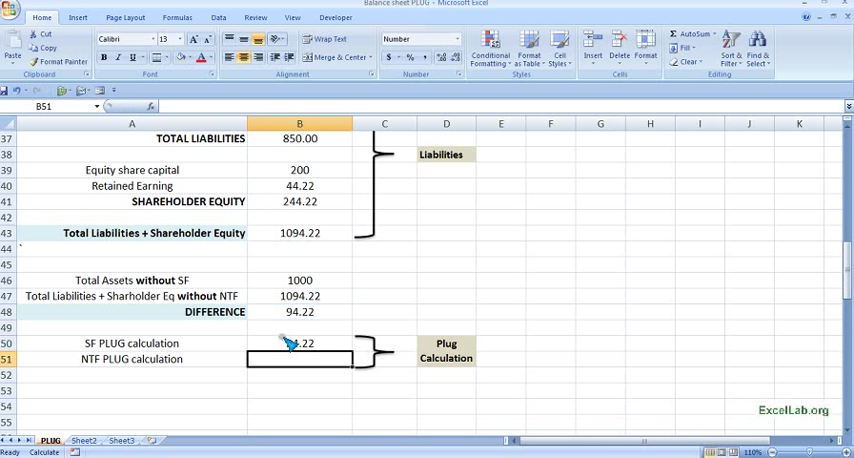 Balance sheet PLUG - Microsoft Excel
Home Insert Page Layout Formulas Data Review View Developer
Paste
Cut
Copy
Format Painter
Clipboard
Calibri 13
B I U
Font
Wrap Text
Merge & Center
Alignment
Number
$ % ,
Number
Conditional Formatting
Format as Table
Cell Styles
Styles
Insert Delete Format
Cells
Σ AutoSum
Fill
Clear
Sort & Filter
Find & Select
Editing
B51 fx
A B C D E F G H I J K
37 TOTAL LIABILITIES 850.00
38 Liabilities
39 Equity share capital 200
40 Retained Earning 44.22
41 SHAREHOLDER EQUITY 244.22
42
43 Total Liabilities + Shareholder Equity 1094.22
44 `
45
46 Total Assets without SF 1000
47 Total Liabilities + Sharholder Eq without NTF 1094.22
48 DIFFERENCE 94.22
49
50 SF PLUG calculation .22 Plug
51 NTF PLUG calculation Calculation
52
53
54
55
ExcelLab.org
PLUG Sheet2 Sheet3
Ready Calculate 110%